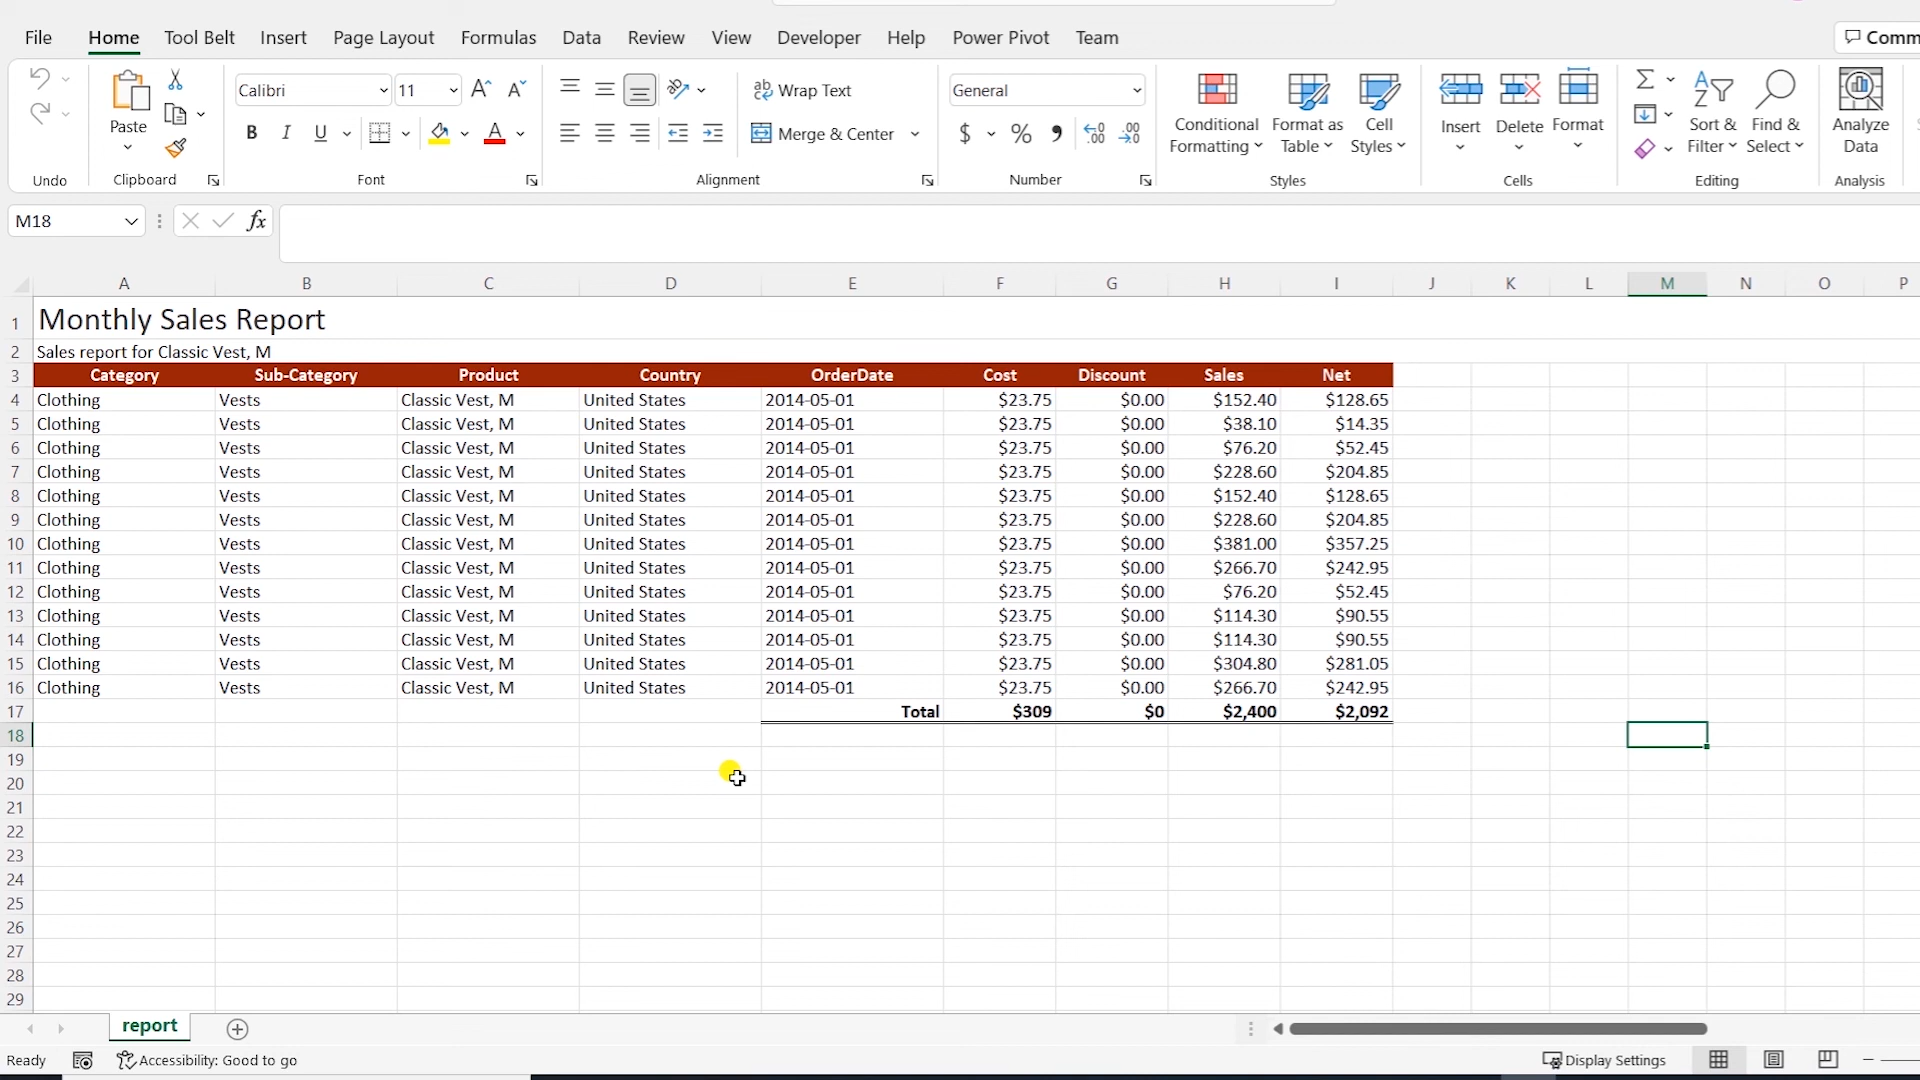 File Home Tool Belt Insert Page Layout Formulas Data Review View Developer Help Power Pivot Team Comm
Calibri 11 ab Wrap Text General
Paste B I U A Merge & Center $ % Conditional Formatting Format as Table Cell Styles Insert Delete Format Sort & Filter Find & Select Analyze Data
Undo Clipboard Font Alignment Number Styles Cells Editing Analysis
M18 fx
A B C D E F G H I J K L M N O P
1 Monthly Sales Report
2 Sales report for Classic Vest, M
3 Category Sub-Category Product Country OrderDate Cost Discount Sales Net
4 Clothing Vests Classic Vest, M United States 2014-05-01 $23.75 $0.00 $152.40 $128.65
5 Clothing Vests Classic Vest, M United States 2014-05-01 $23.75 $0.00 $38.10 $14.35
6 Clothing Vests Classic Vest, M United States 2014-05-01 $23.75 $0.00 $76.20 $52.45
7 Clothing Vests Classic Vest, M United States 2014-05-01 $23.75 $0.00 $228.60 $204.85
8 Clothing Vests Classic Vest, M United States 2014-05-01 $23.75 $0.00 $152.40 $128.65
9 Clothing Vests Classic Vest, M United States 2014-05-01 $23.75 $0.00 $228.60 $204.85
10 Clothing Vests Classic Vest, M United States 2014-05-01 $23.75 $0.00 $381.00 $357.25
11 Clothing Vests Classic Vest, M United States 2014-05-01 $23.75 $0.00 $266.70 $242.95
12 Clothing Vests Classic Vest, M United States 2014-05-01 $23.75 $0.00 $76.20 $52.45
13 Clothing Vests Classic Vest, M United States 2014-05-01 $23.75 $0.00 $114.30 $90.55
14 Clothing Vests Classic Vest, M United States 2014-05-01 $23.75 $0.00 $114.30 $90.55
15 Clothing Vests Classic Vest, M United States 2014-05-01 $23.75 $0.00 $304.80 $281.05
16 Clothing Vests Classic Vest, M United States 2014-05-01 $23.75 $0.00 $266.70 $242.95
17 Total $309 $0 $2,400 $2,092
18
19
20
21
22
23
24
25
26
27
28
29
report
Ready Accessibility: Good to go Display Settings